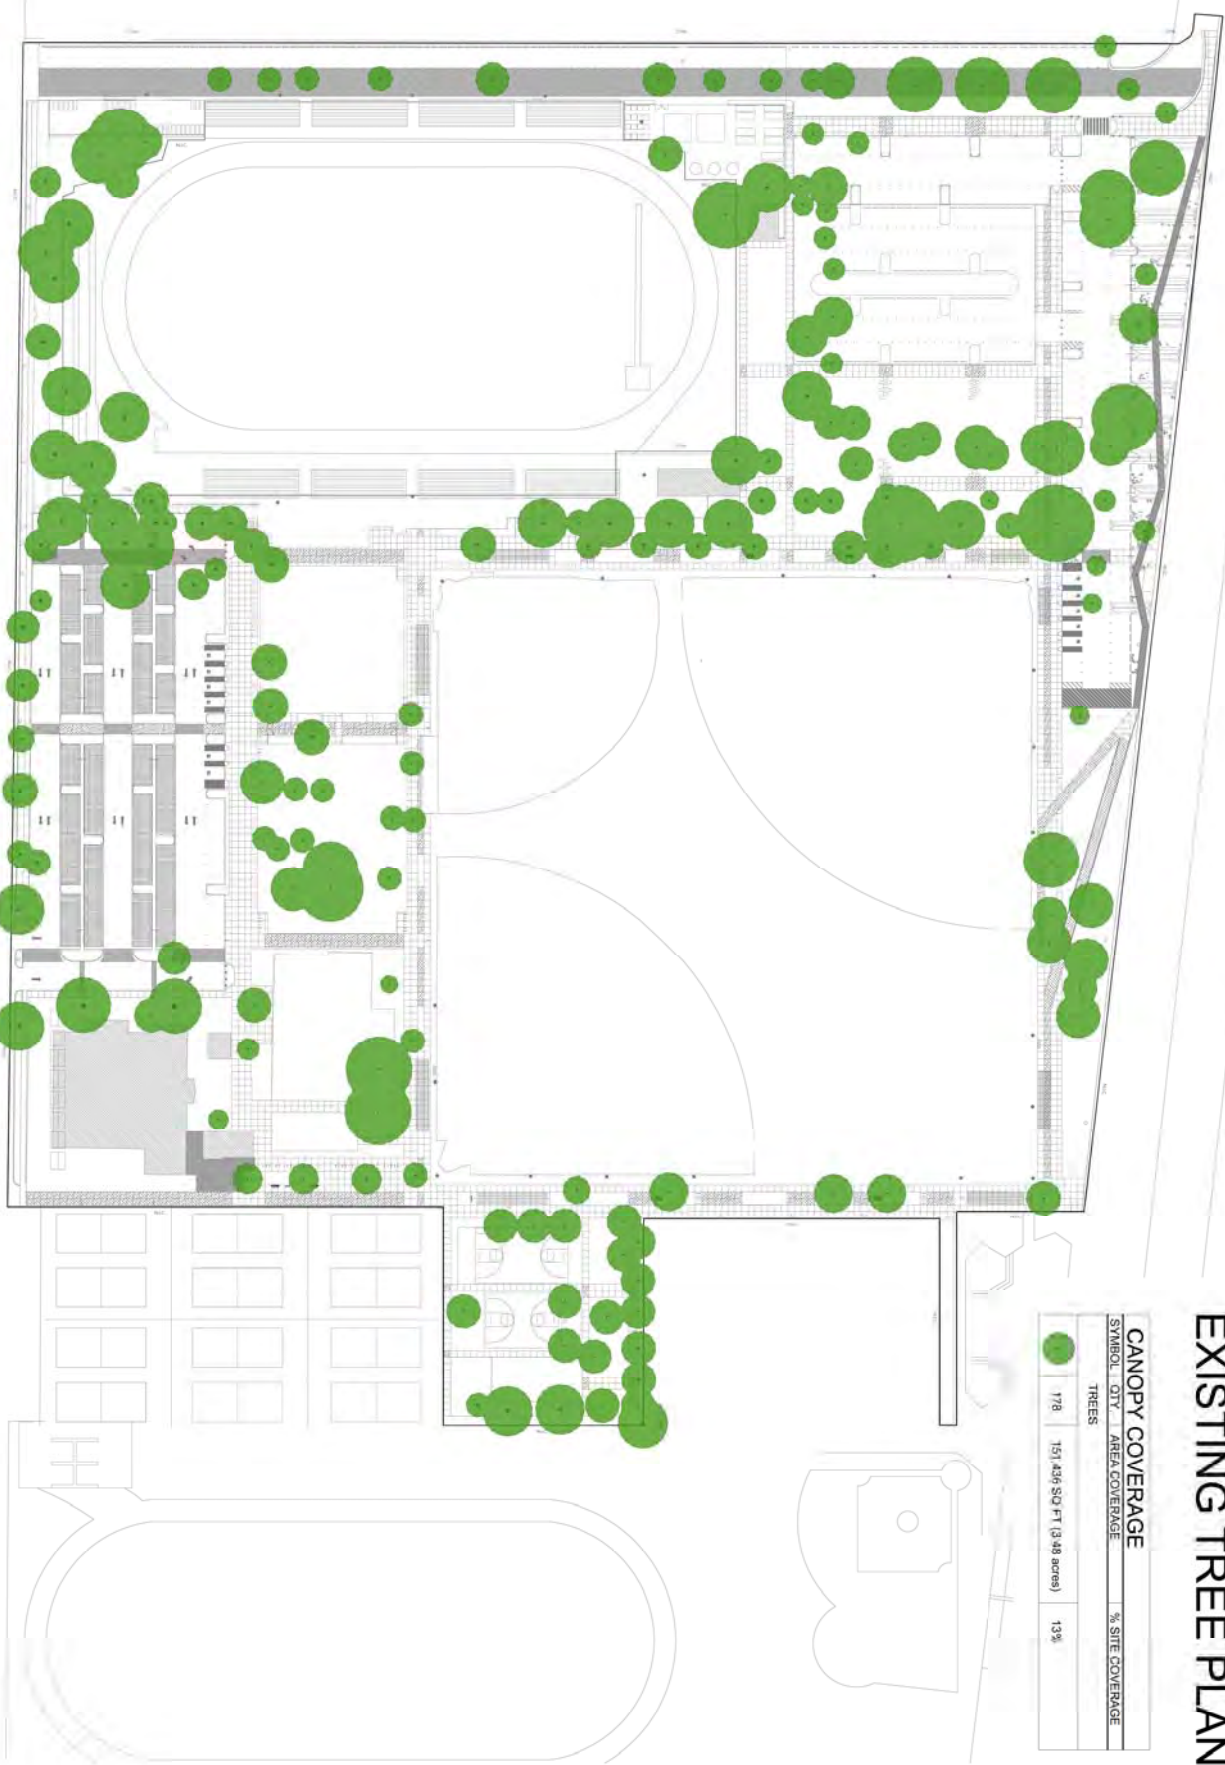 EXISTING TREE PLAN
CANOPY COVERAGE
SYMBOL QTY AREA COVERAGE % SITE COVERAGE
TREES
178 151,436 SQ FT (3.48 acres) 13%